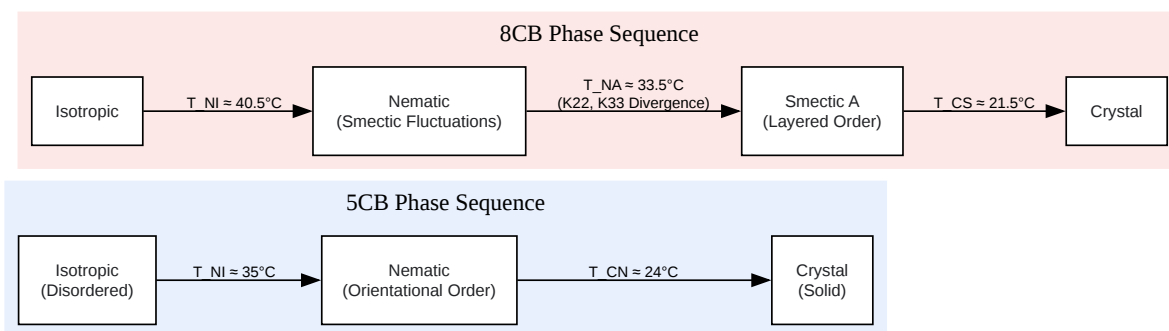 8CB Phase Sequence
Isotropic
T_NI ≈ 40.5°C
Nematic
(Smectic Fluctuations)
T_NA ≈ 33.5°C
(K22, K33 Divergence)
Smectic A
(Layered Order)
T_CS ≈ 21.5°C
Crystal
5CB Phase Sequence
Isotropic
(Disordered)
T_NI ≈ 35°C
Nematic
(Orientational Order)
T_CN ≈ 24°C
Crystal
(Solid)